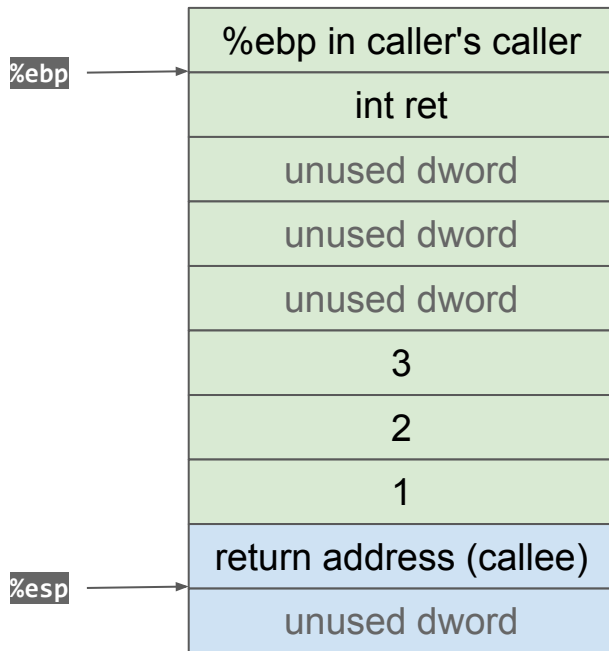 %ebp in caller's caller
%ebp
int ret
unused dword
unused dword
unused dword
3
2
1
return address (callee)
%esp
unused dword